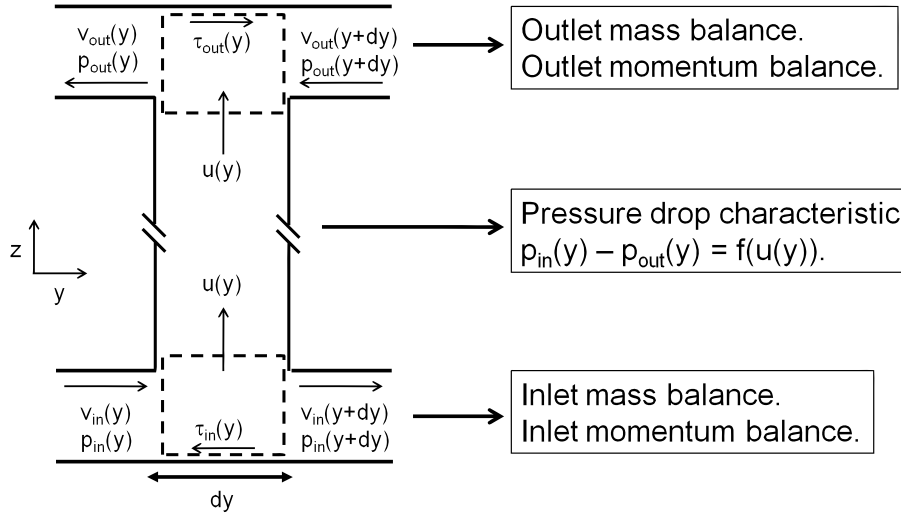 v_out(y)
p_out(y)
τ_out(y)
v_out(y+dy)
p_out(y+dy)
Outlet mass balance.
Outlet momentum balance.
u(y)
z
y
Pressure drop characteristic
p_in(y) – p_out(y) = f(u(y)).
u(y)
v_in(y)
p_in(y)
τ_in(y)
v_in(y+dy)
p_in(y+dy)
Inlet mass balance.
Inlet momentum balance.
dy